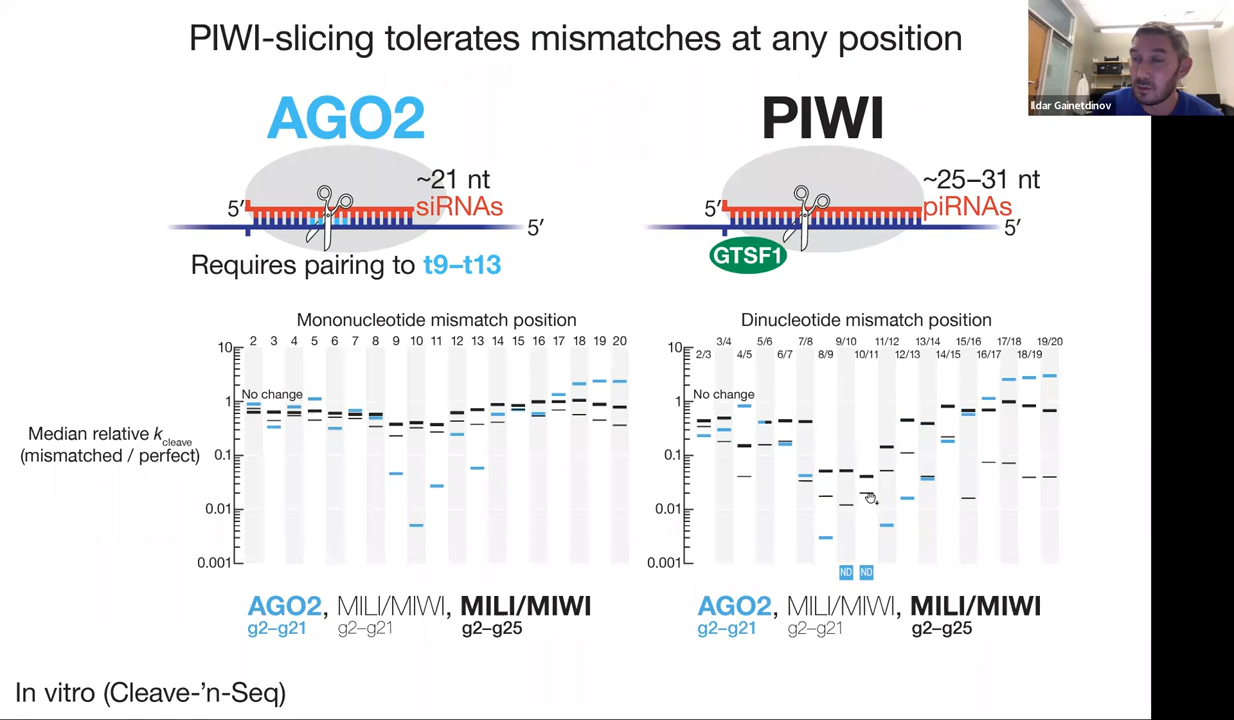 PIWI-slicing tolerates mismatches at any position
Ildar Gainetdinov
AGO2
~21 nt
5′
siRNAs
5′
Requires pairing to t9–t13
PIWI
~25–31 nt
5′
piRNAs
5′
GTSF1
Mononucleotide mismatch position
2 3 4 5 6 7 8 9 10 11 12 13 14 15 16 17 18 19 20
10
No change
1
0.1
0.01
0.001
Median relative kcleave
(mismatched / perfect)
AGO2, MILI/MIWI, MILI/MIWI
g2–g21 g2–g21 g2–g25
Dinucleotide mismatch position
3/4 5/6 7/8 9/10 11/12 13/14 15/16 17/18 19/20
2/3 4/5 6/7 8/9 10/11 12/13 14/15 16/17 18/19
10
No change
1
0.1
0.01
0.001
ND ND
AGO2, MILI/MIWI, MILI/MIWI
g2–g21 g2–g21 g2–g25
In vitro (Cleave-’n-Seq)